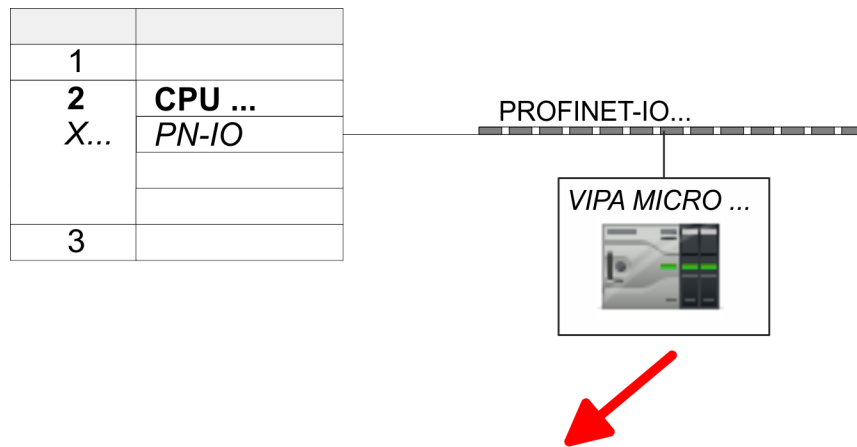 1
2 CPU ...
X... PN-IO
3
PROFINET-IO...
VIPA MICRO ...